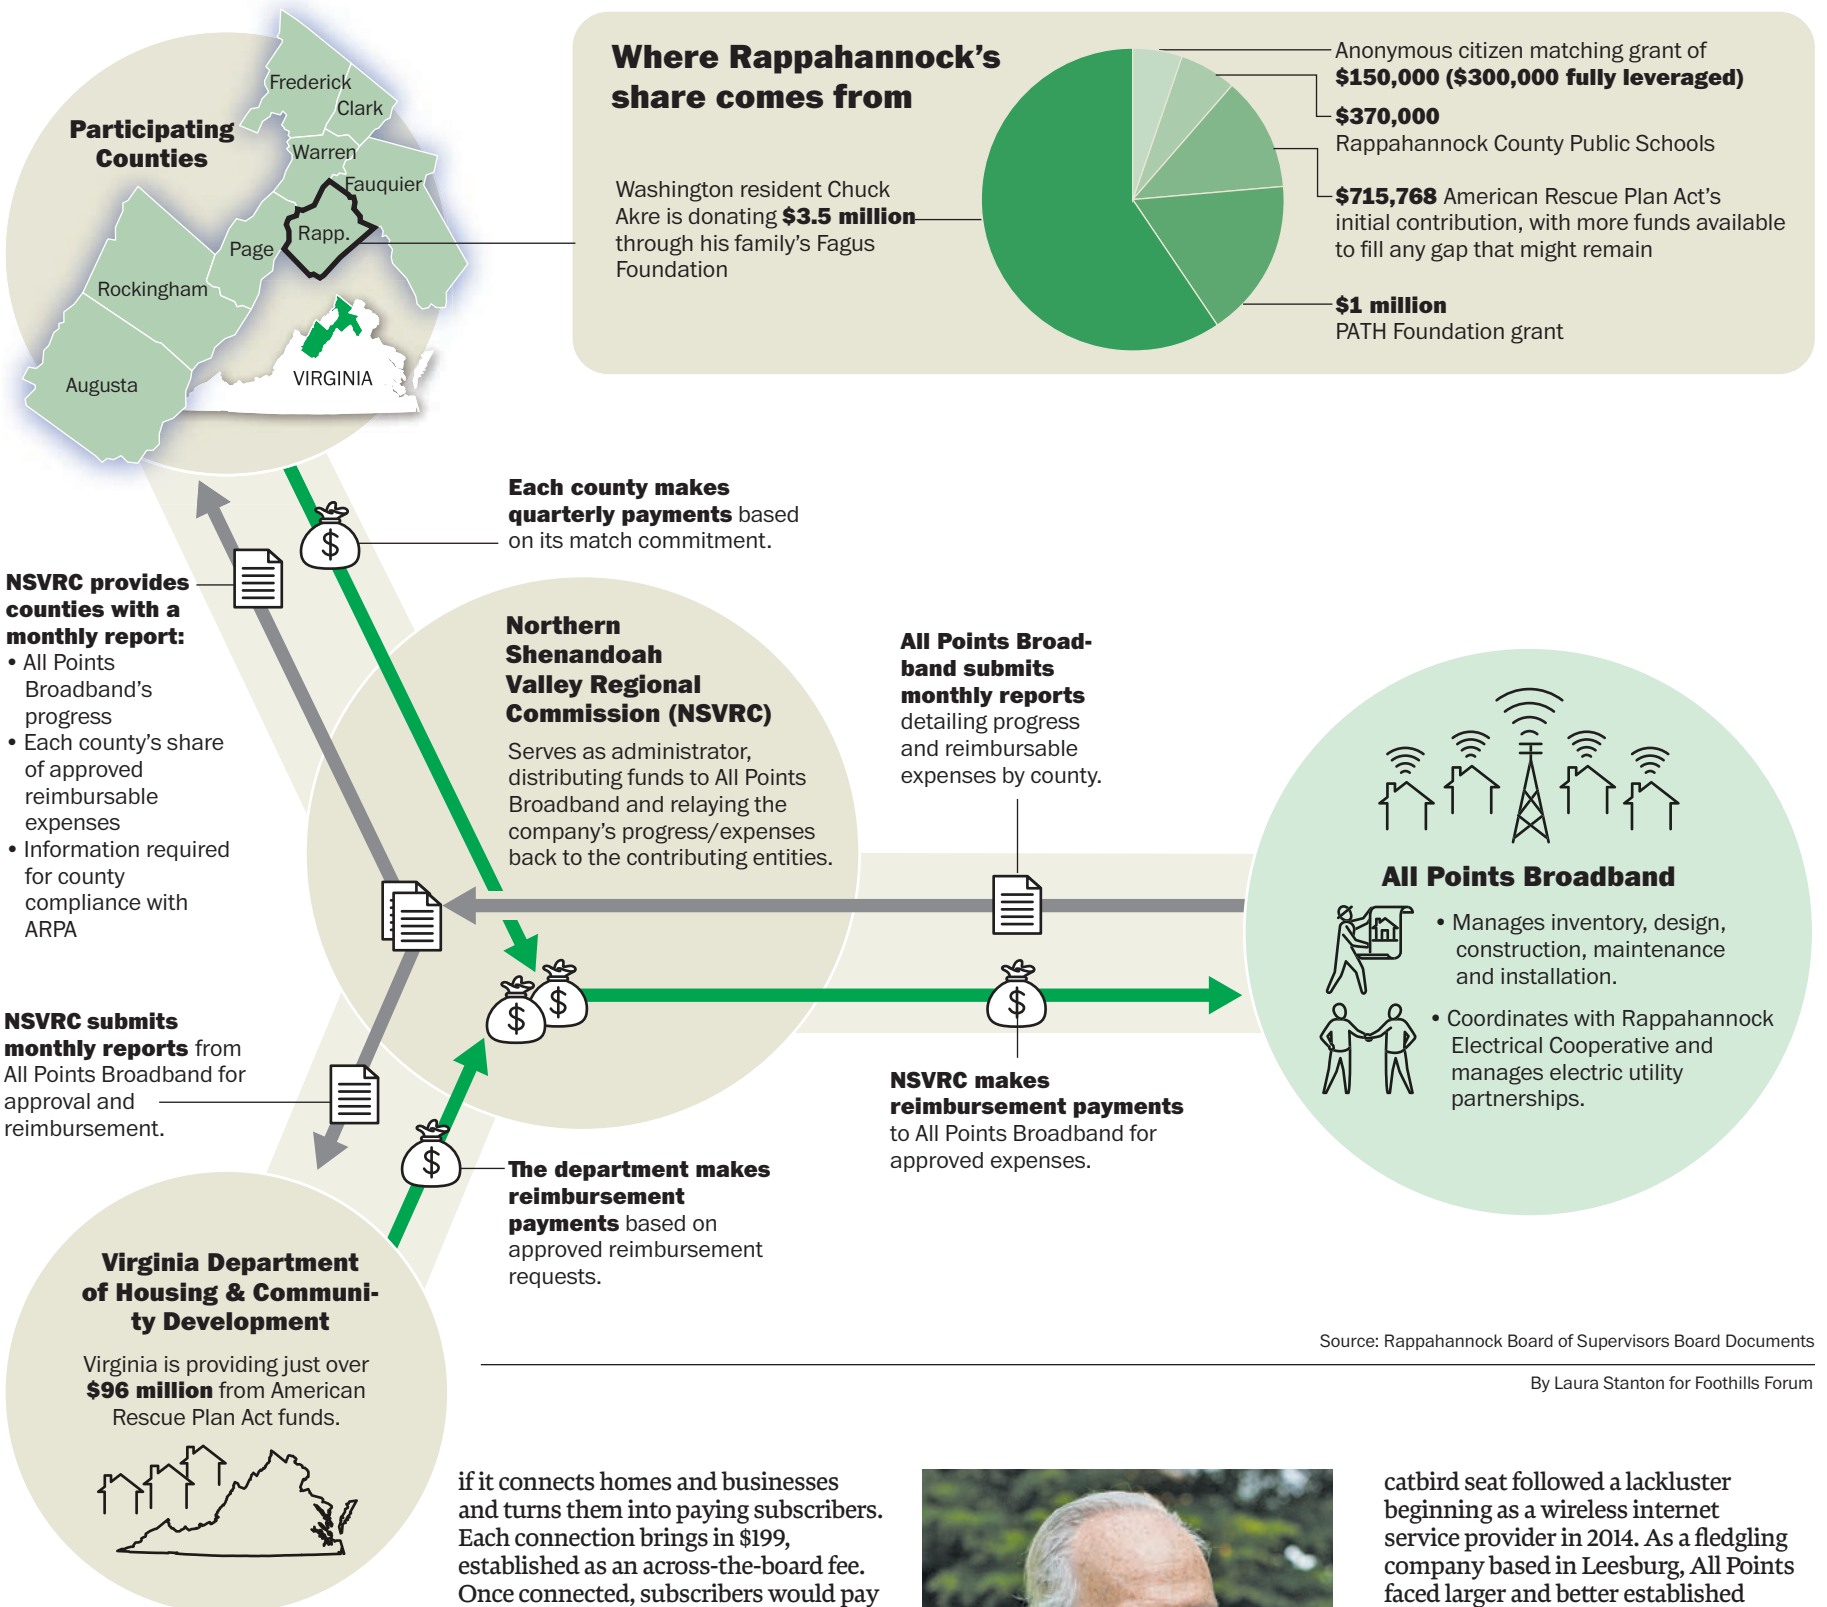 Participating
Counties
Frederick
Clark
Warren
Fauquier
Rapp.
Page
Rockingham
Augusta
VIRGINIA
Where Rappahannock's
share comes from
Washington resident Chuck
Akre is donating $3.5 million
through his family's Fagus
Foundation
Anonymous citizen matching grant of
$150,000 ($300,000 fully leveraged)
$370,000
Rappahannock County Public Schools
$715,768 American Rescue Plan Act's
initial contribution, with more funds available
to fill any gap that might remain
$1 million
PATH Foundation grant
Each county makes
quarterly payments based
on its match commitment.
$
NSVRC provides
counties with a
monthly report:
• All Points
Broadband's
progress
• Each county's share
of approved
reimbursable
expenses
• Information required
for county
compliance with
ARPA
Northern
Shenandoah
Valley Regional
Commission (NSVRC)
Serves as administrator,
distributing funds to All Points
Broadband and relaying the
company's progress/expenses
back to the contributing entities.
All Points Broad-
band submits
monthly reports
detailing progress
and reimbursable
expenses by county.
All Points Broadband
• Manages inventory, design,
construction, maintenance
and installation.
• Coordinates with Rappahannock
Electrical Cooperative and
manages electric utility
partnerships.
$
$
$
NSVRC submits
monthly reports from
All Points Broadband for
approval and
reimbursement.
NSVRC makes
reimbursement payments
to All Points Broadband for
approved expenses.
$
The department makes
reimbursement
payments based on
approved reimbursement
requests.
Virginia Department
of Housing & Communi-
ty Development
Virginia is providing just over
$96 million from American
Rescue Plan Act funds.
Source: Rappahannock Board of Supervisors Board Documents
By Laura Stanton for Foothills Forum
if it connects homes and businesses
and turns them into paying subscribers.
Each connection brings in $199,
established as an across-the-board fee.
Once connected, subscribers would pay
catbird seat followed a lackluster
beginning as a wireless internet
service provider in 2014. As a fledgling
company based in Leesburg, All Points
faced larger and better established